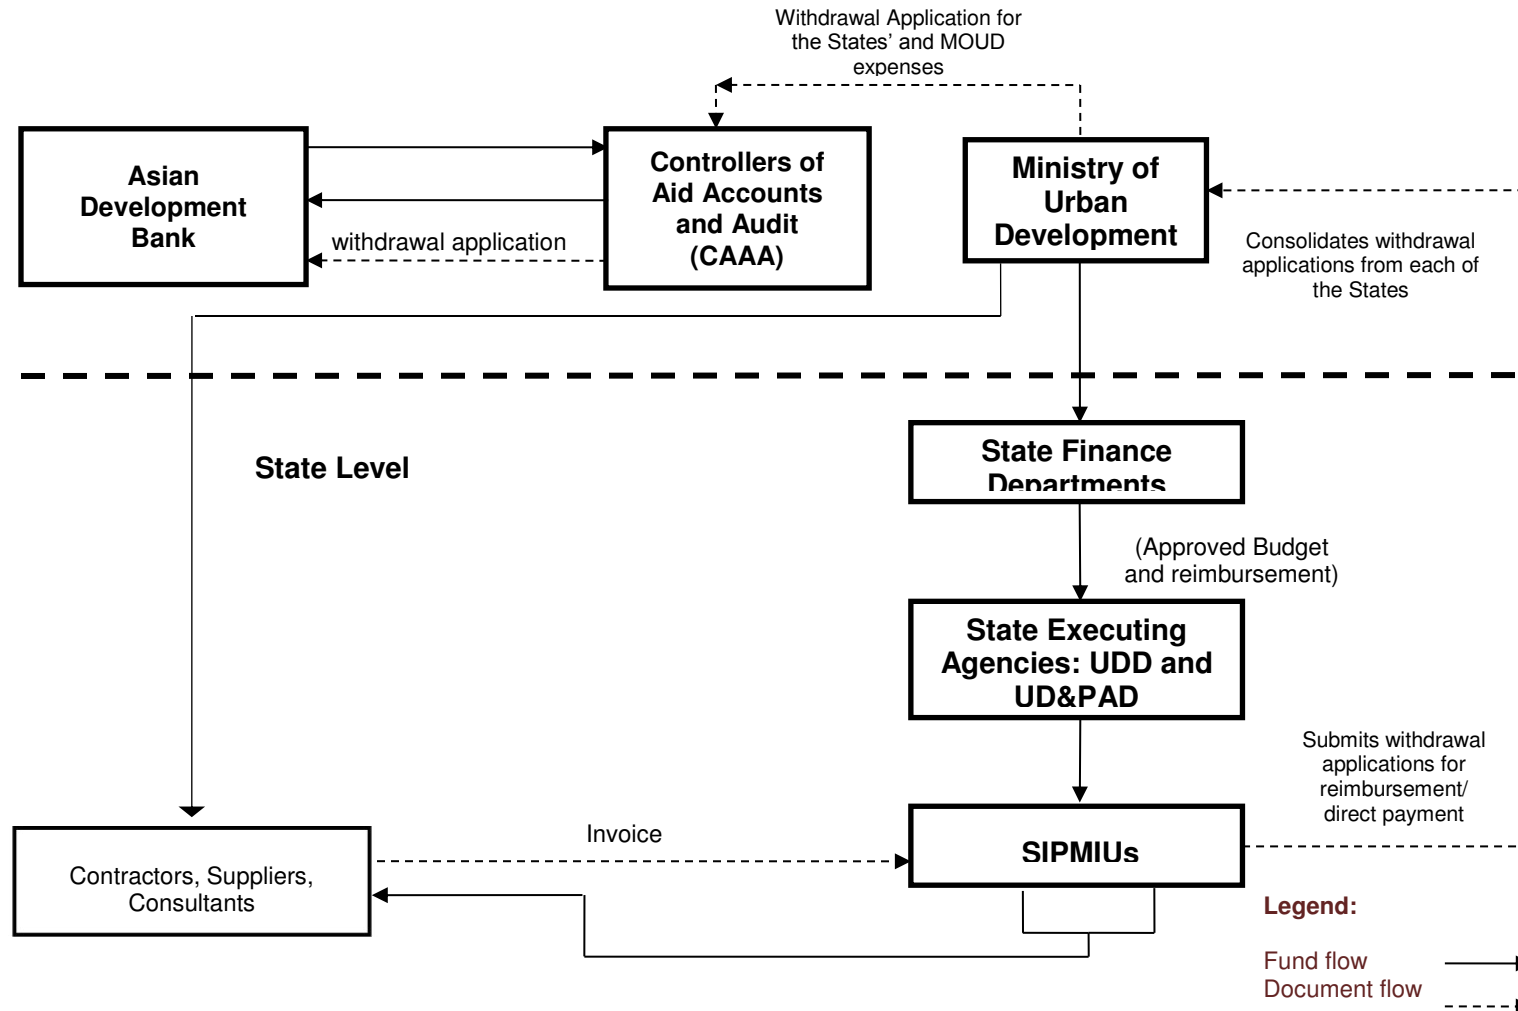 Withdrawal Application for
the States’ and MOUD
expenses
Asian
Development
Bank
Controllers of
Aid Accounts
and Audit
(CAAA)
Ministry of
Urban
Development
withdrawal application
Consolidates withdrawal
applications from each of
the States
State Level
State Finance
Departments
(Approved Budget
and reimbursement)
State Executing
Agencies: UDD and
UD&PAD
Submits withdrawal
applications for
reimbursement/
direct payment
Invoice
SIPMIUs
Contractors, Suppliers,
Consultants
Legend:
Fund flow
Document flow